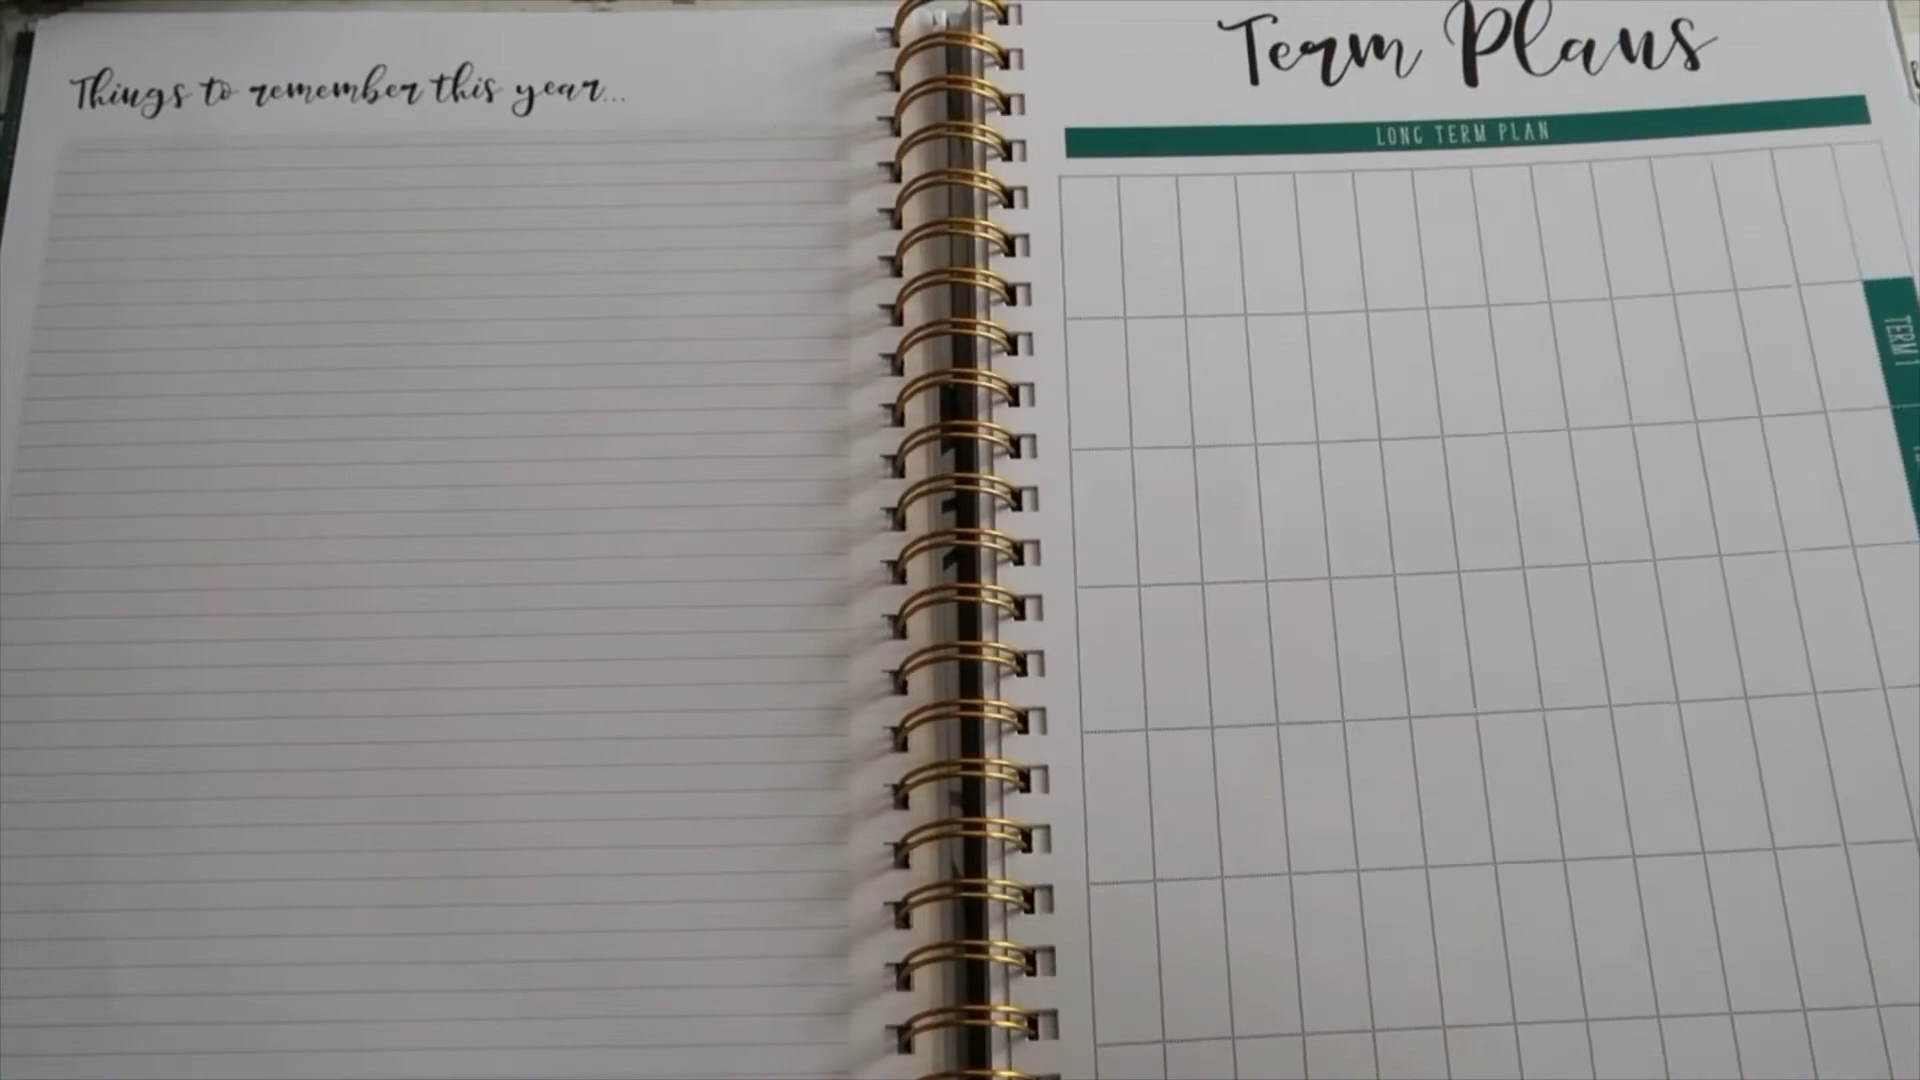 Things to remember this year...
Term Plans
LONG TERM PLAN
TERM 1